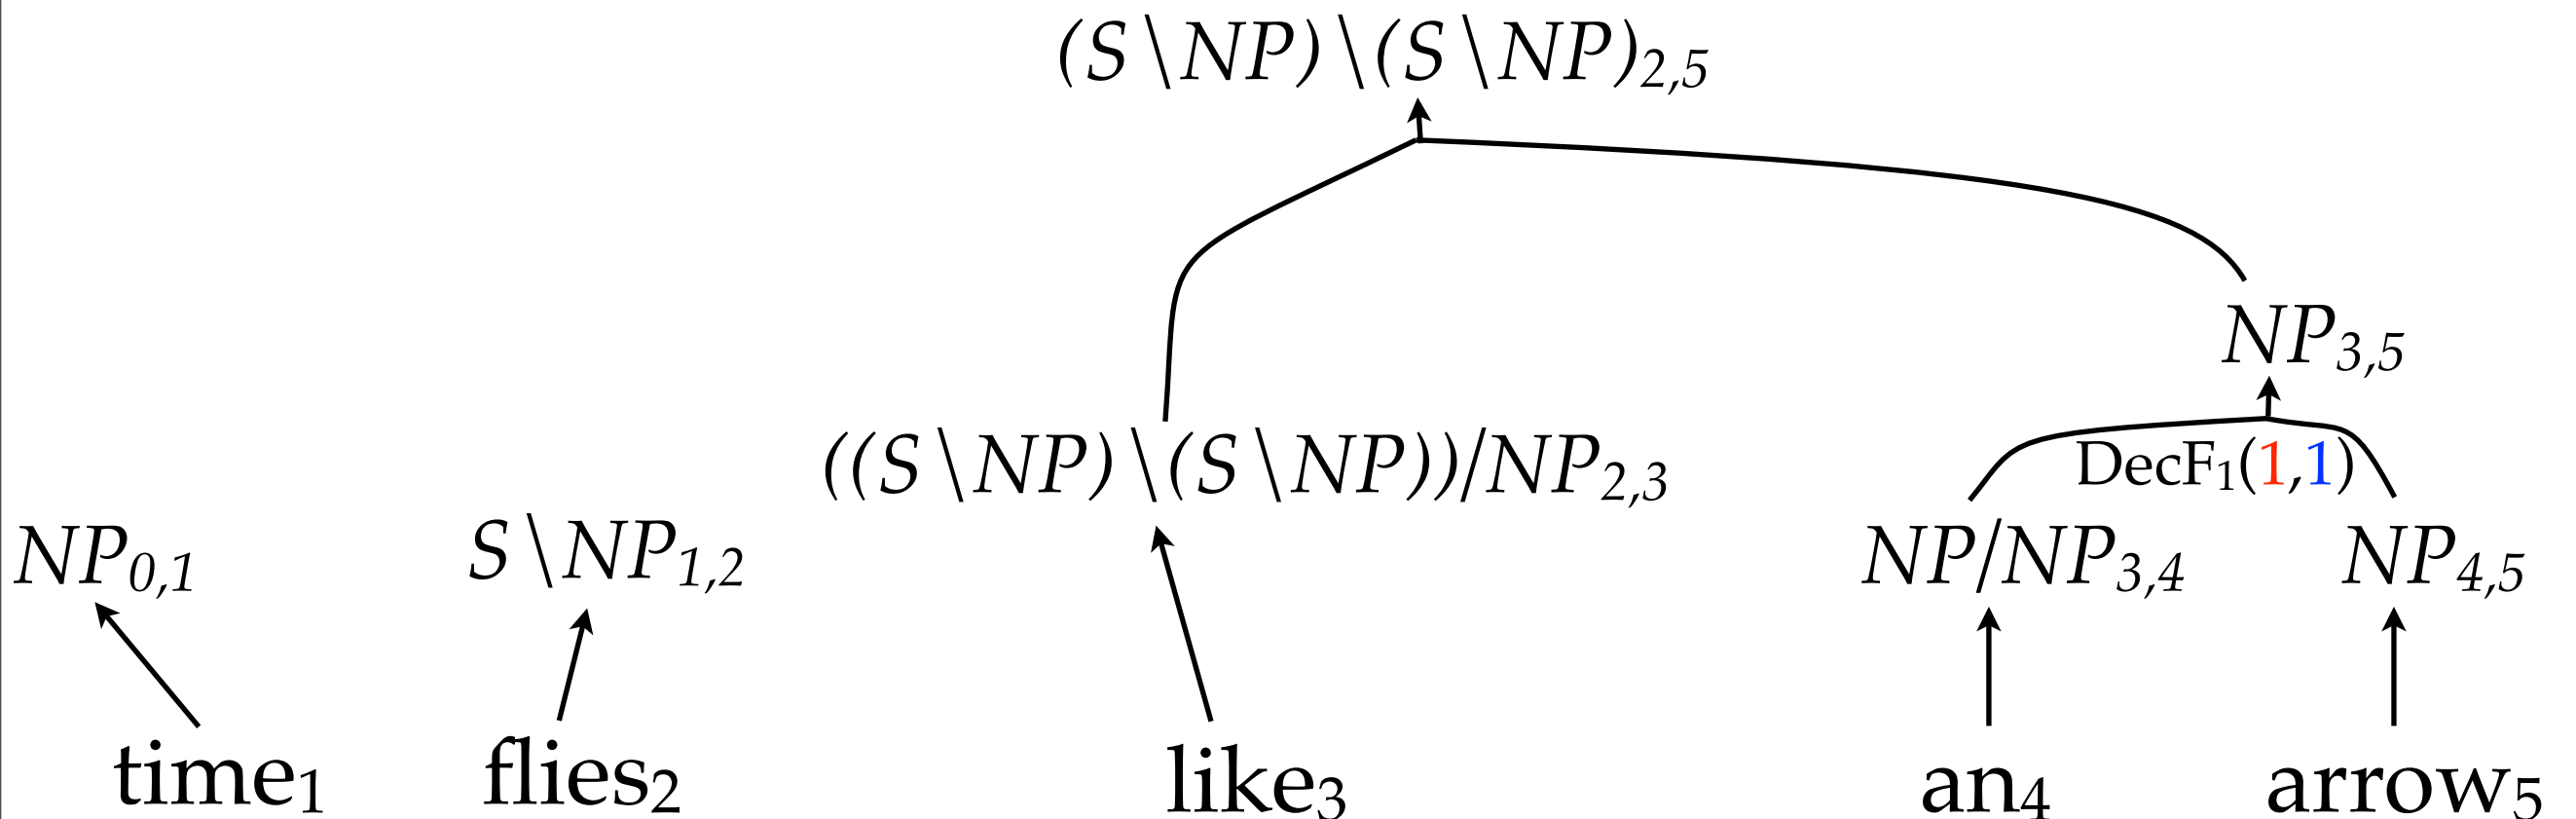 (S\NP)\(S\NP)2,5
NP3,5
((S\NP)\(S\NP))/NP2,3
DecF1(1,1)
NP0,1 S\NP1,2 NP/NP3,4 NP4,5
time1 flies2 like3 an4 arrow5